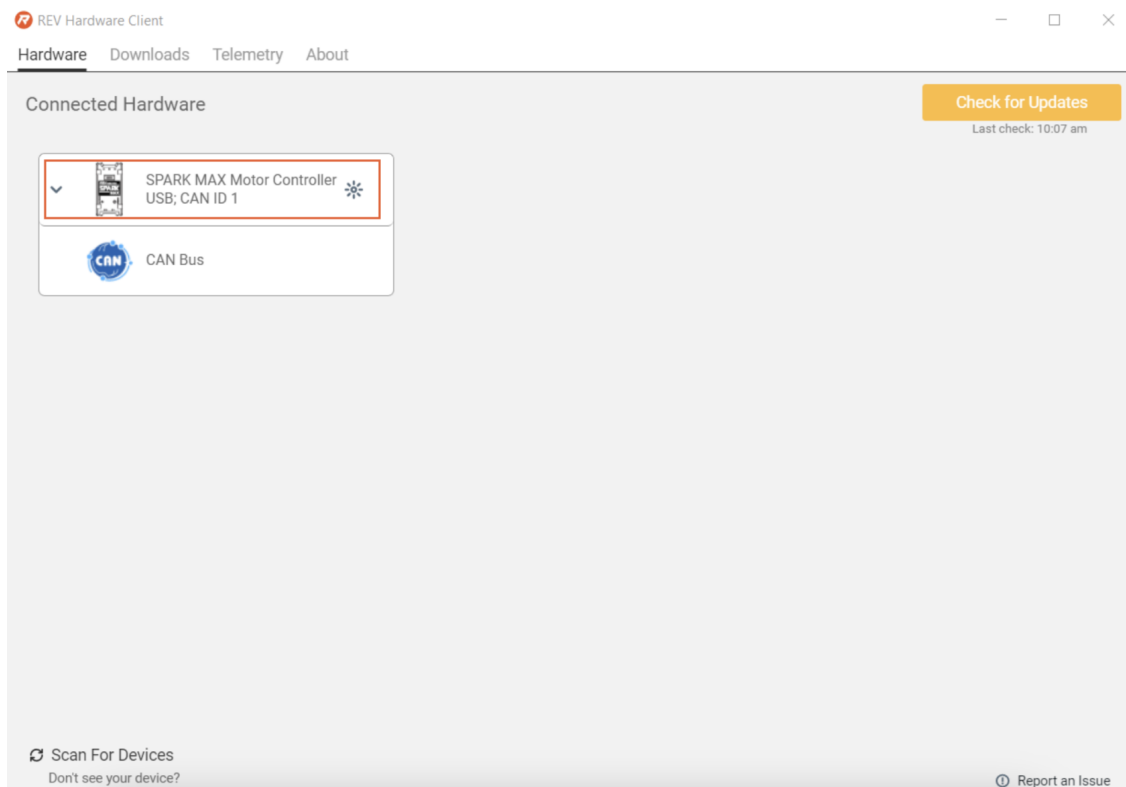 REV Hardware Client
Hardware Downloads Telemetry About
Connected Hardware
Check for Updates
Last check: 10:07 am
SPARK MAX Motor Controller
USB; CAN ID 1
CAN
CAN Bus
Scan For Devices
Don't see your device?
Report an Issue